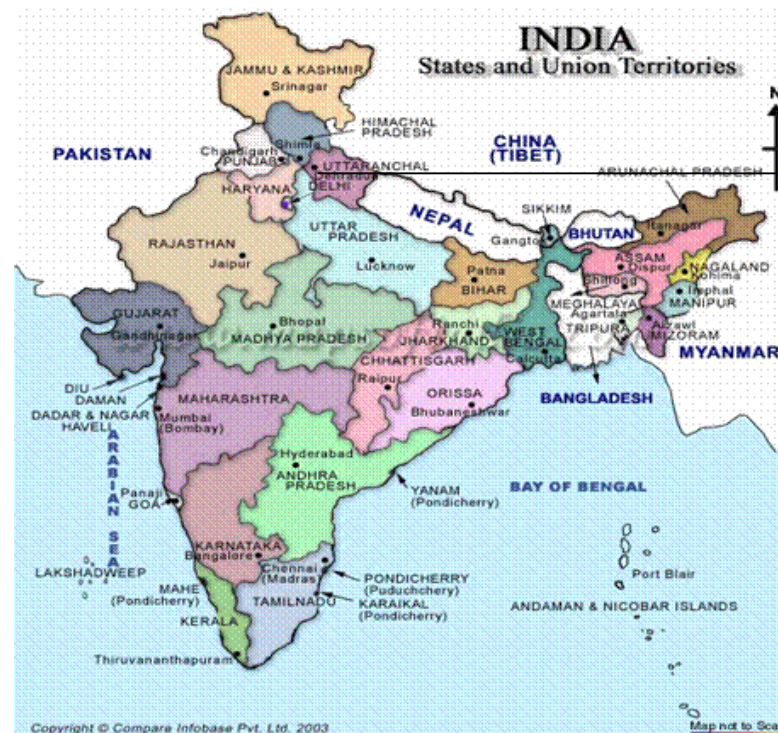 INDIA
States and Union Territories
N
JAMMU & KASHMIR
Srinagar
HIMACHAL
PRADESH
Shimla
Chandigarh
PUNJAB
PAKISTAN
CHINA
(TIBET)
UTTARANCHAL
Dehradun
HARYANA
DELHI
ARUNACHAL PRADESH
RAJASTHAN
Jaipur
UTTAR
PRADESH
Lucknow
NEPAL
SIKKIM
Gangto
BHUTAN
Itanagar
ASSAM
Dispur
NAGALAND
Kohima
Shillong
MEGHALAYA
Imphal
MANIPUR
Agartala
TRIPURA
Aizawl
MIZORAM
MYANMAR
Patna
BIHAR
GUJARAT
Gandhinagar
Bhopal
MADHYA PRADESH
Ranchi
JHARKHAND
WEST
BENGAL
Calcutta
CHHATTISGARH
Raipur
ORISSA
Bhubaneshwar
BANGLADESH
DIU
DAMAN
DADAR & NAGAR
HAVELI
MAHARASHTRA
Mumbai
(Bombay)
ARABIAN SEA
Hyderabad
ANDHRA
PRADESH
YANAM
(Pondicherry)
BAY OF BENGAL
Panaji
GOA
KARNATAKA
Bangalore
Chennai
(Madras)
PONDICHERRY
(Puduchchery)
KARAIKAL
(Pondicherry)
LAKSHADWEEP
MAHE
(Pondicherry)
TAMILNADU
KERALA
Thiruvananthapuram
Port Blair
ANDAMAN & NICOBAR ISLANDS
Copyright © Compare Infobase Pvt. Ltd. 2003
Map not to Sca